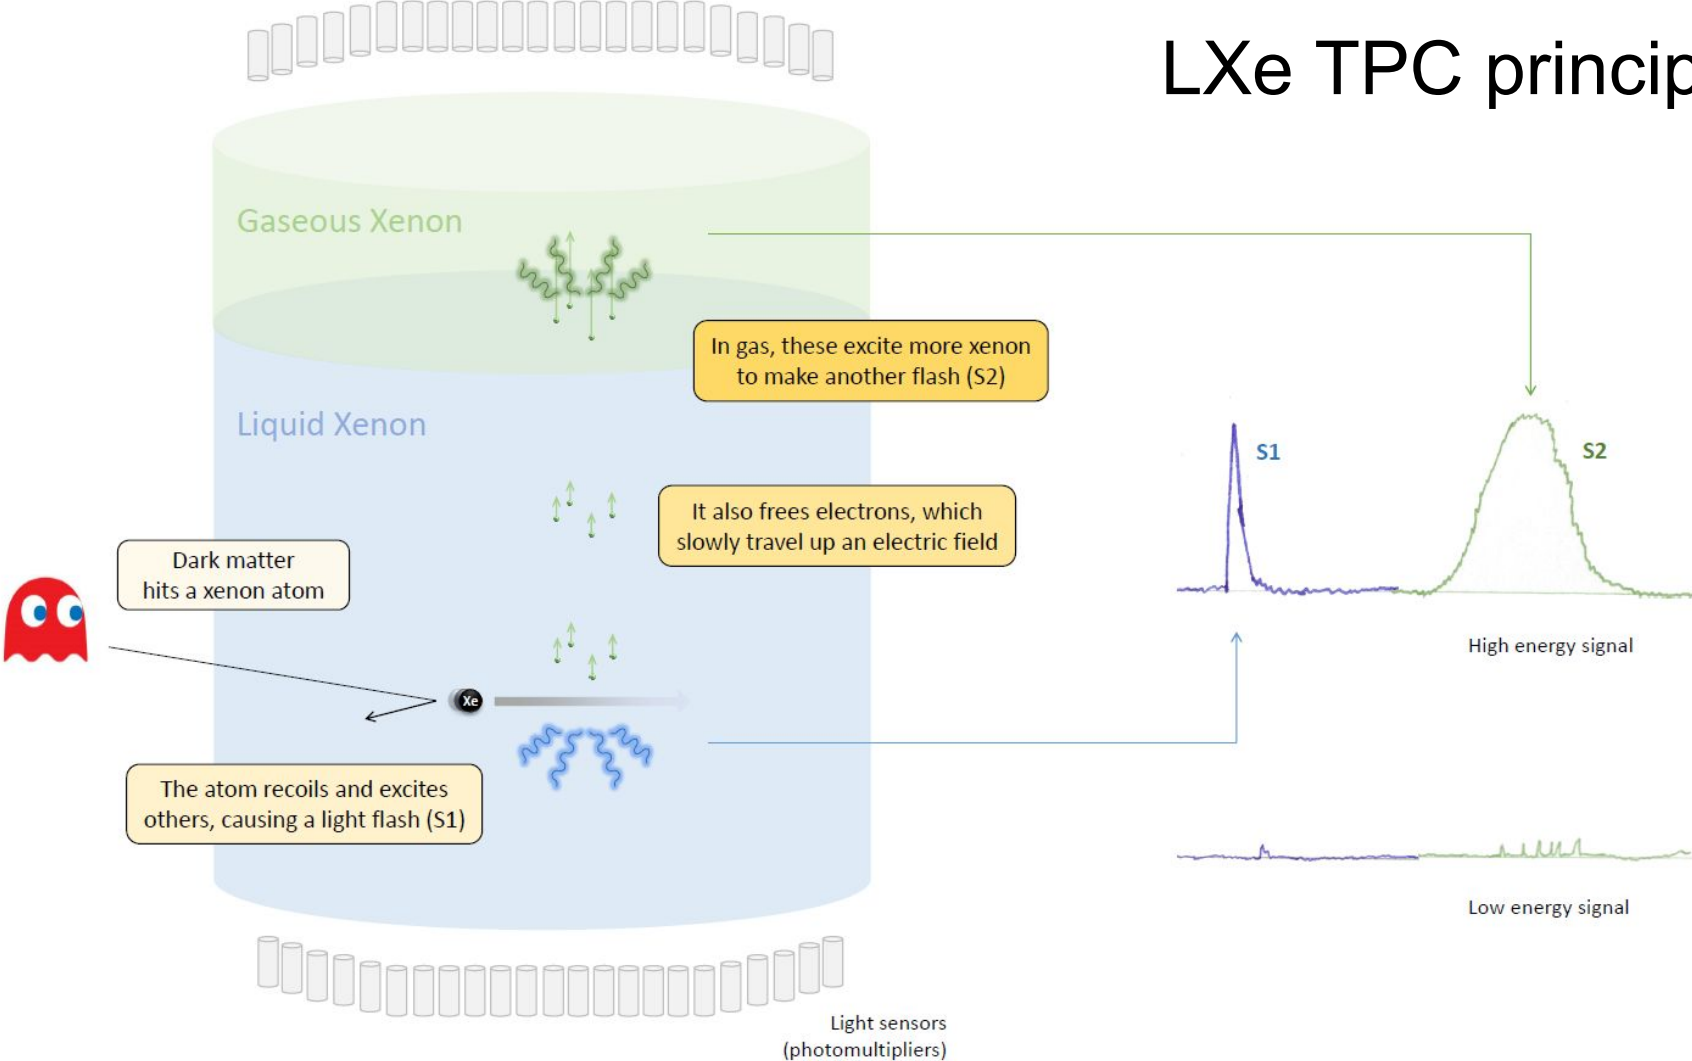 LXe TPC princip
Gaseous Xenon
In gas, these excite more xenon
to make another flash (S2)
Liquid Xenon
S1
S2
It also frees electrons, which
slowly travel up an electric field
Dark matter
hits a xenon atom
High energy signal
Xe
The atom recoils and excites
others, causing a light flash (S1)
Low energy signal
Light sensors
(photomultipliers)